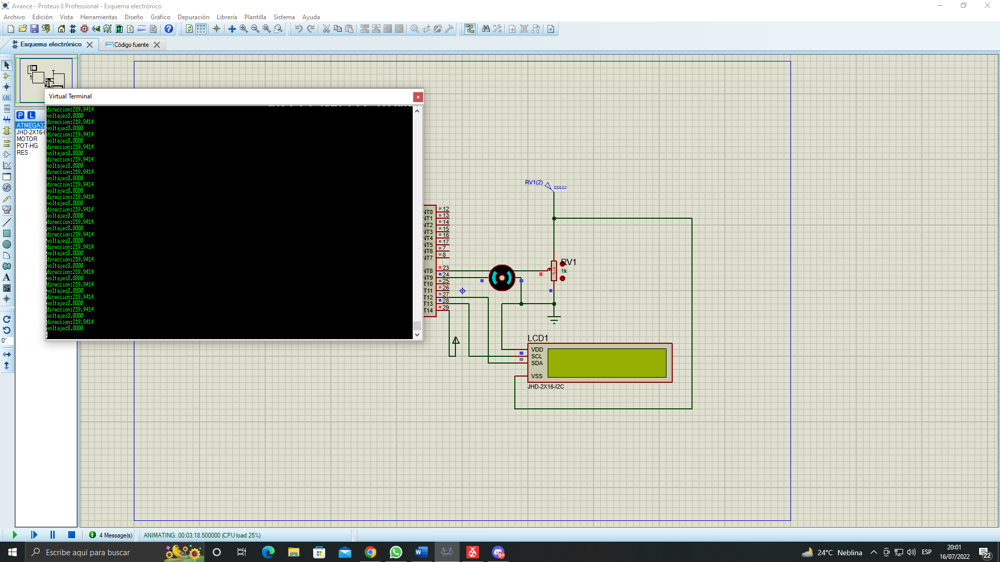 Avance - Proteus 8 Professional - Esquema electrónico
Archivo Edición Vista Herramientas Diseño Gráfico Depuración Librería Plantilla Sistema Ayuda
Esquema electrónico Código fuente
LBL
P L
ATMEGA32
JHD-2X16-I
MOTOR
POT-HG
RES
0°
Virtual Terminal
direccion:219.9414
voltaje:0.0000
direccion:219.9414
voltaje:0.0000
direccion:219.9414
voltaje:0.0000
direccion:219.9414
voltaje:0.0000
direccion:219.9414
voltaje:0.0000
direccion:219.9414
voltaje:0.0000
direccion:219.9414
voltaje:0.0000
direccion:219.9414
voltaje:0.0000
direccion:219.9414
voltaje:0.0000
direccion:219.9414
voltaje:0.0000
direccion:219.9414
voltaje:0.0000
direccion:219.9414
voltaje:0.0000
direccion:219.9414
voltaje:0.0000
direccion:219.9414
voltaje:0.0000
direccion:219.9414
voltaje:0.0000
direccion:219.9414
voltaje:0.0000
direccion:219.9414
voltaje:0.0000
direccion:219.9414
voltaje:0.0000
RV1(2)
NT0 12
NT1 13
NT2 14
NT3 15
NT4 16
NT5 17
NT6 7
NT7 8
NT8 23
NT9 24
T10 25
T11 26
T12 27
T13 28
T14 29
RV1
1k
61%
LCD1
VDD
SCL
SDA
VSS
JHD-2X16-I2C
4 Message(s) ANIMATING: 00:03:18.500000 (CPU load 25%)
Escribe aquí para buscar
24°C Neblina
ESP
20:01
16/07/2022
22